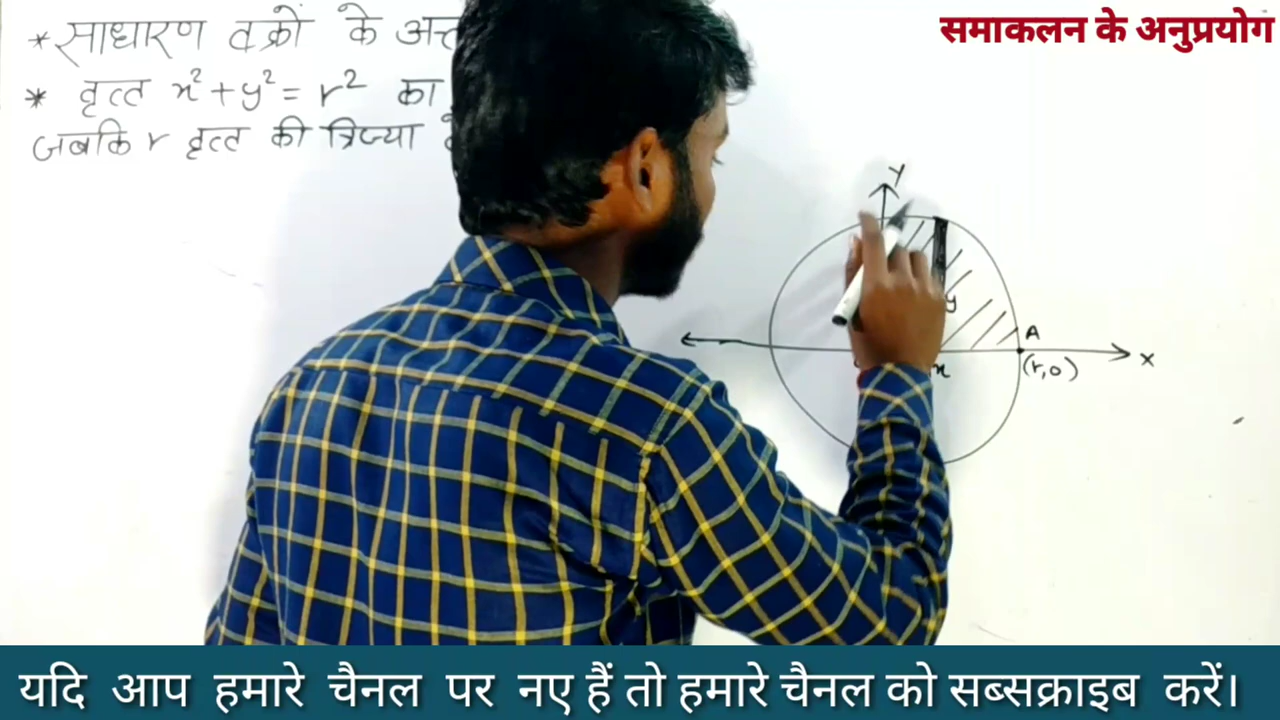 समाकलन के अनुप्रयोग
* साधारण वक्रों के
* वृत्त x² + y² = r² का
जबकि r वृत्त की त्रिज्या
Y
y
A
x
(r,0)
X
यदि आप हमारे चैनल पर नए हैं तो हमारे चैनल को सब्सक्राइब करें।